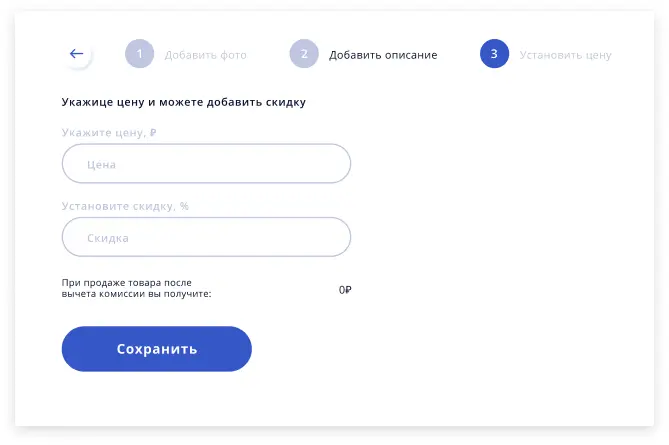 1 Добавить фото 2 Добавить описание 3 Установить цену
Укажице цену и можете добавить скидку
Укажите цену, ₽
Цена
Установите скидку, %
Скидка
При продаже товара после
вычета комиссии вы получите:
0₽
Сохранить